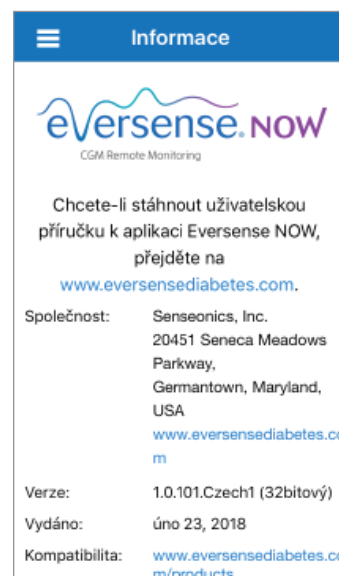 Informace
eversense. NOW
CGM Remote Monitoring
Chcete-li stáhnout uživatelskou
příručku k aplikaci Eversense NOW,
přejděte na
www.eversensediabetes.com.
Společnost: Senseonics, Inc.
20451 Seneca Meadows
Parkway,
Germantown, Maryland,
USA
www.eversensediabetes.co
m
Verze: 1.0.101.Czech1 (32bitový)
Vydáno: úno 23, 2018
Kompatibilita: www.eversensediabetes.co
m/products